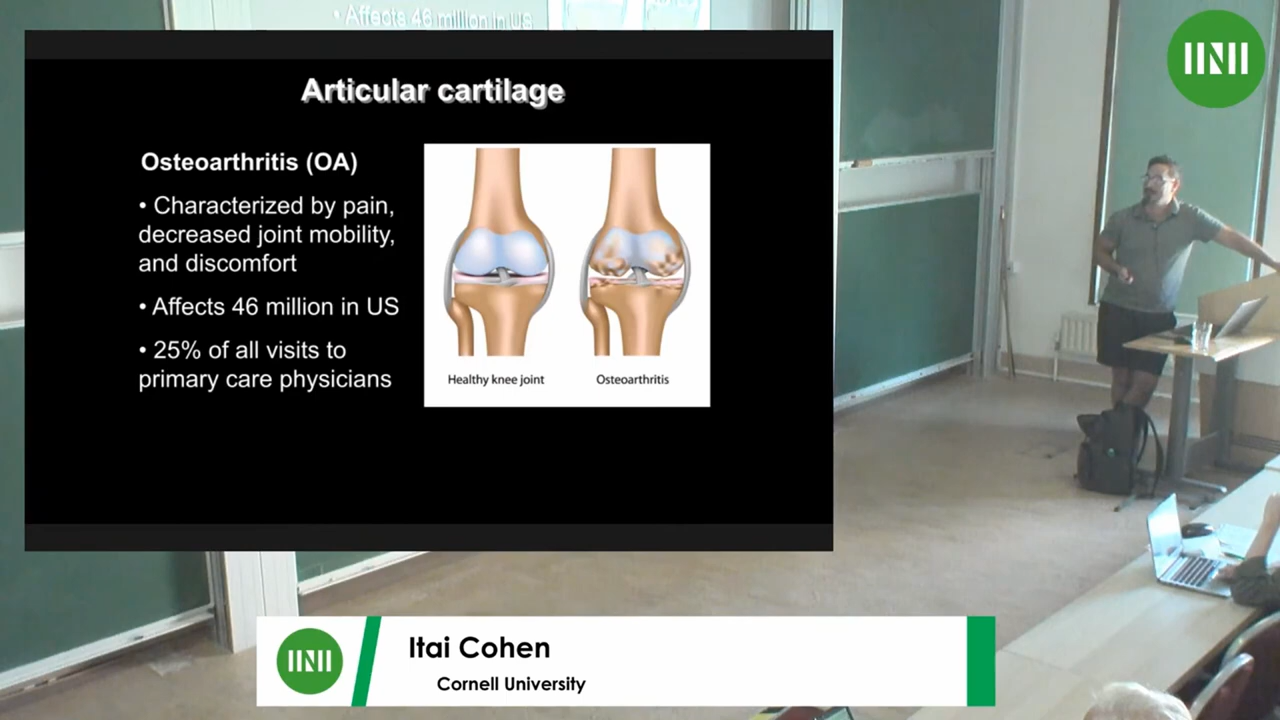 • Affects 46 million in US
Articular cartilage
Osteoarthritis (OA)
• Characterized by pain,
decreased joint mobility,
and discomfort
• Affects 46 million in US
• 25% of all visits to
primary care physicians
Healthy knee joint
Osteoarthritis
Itai Cohen
Cornell University